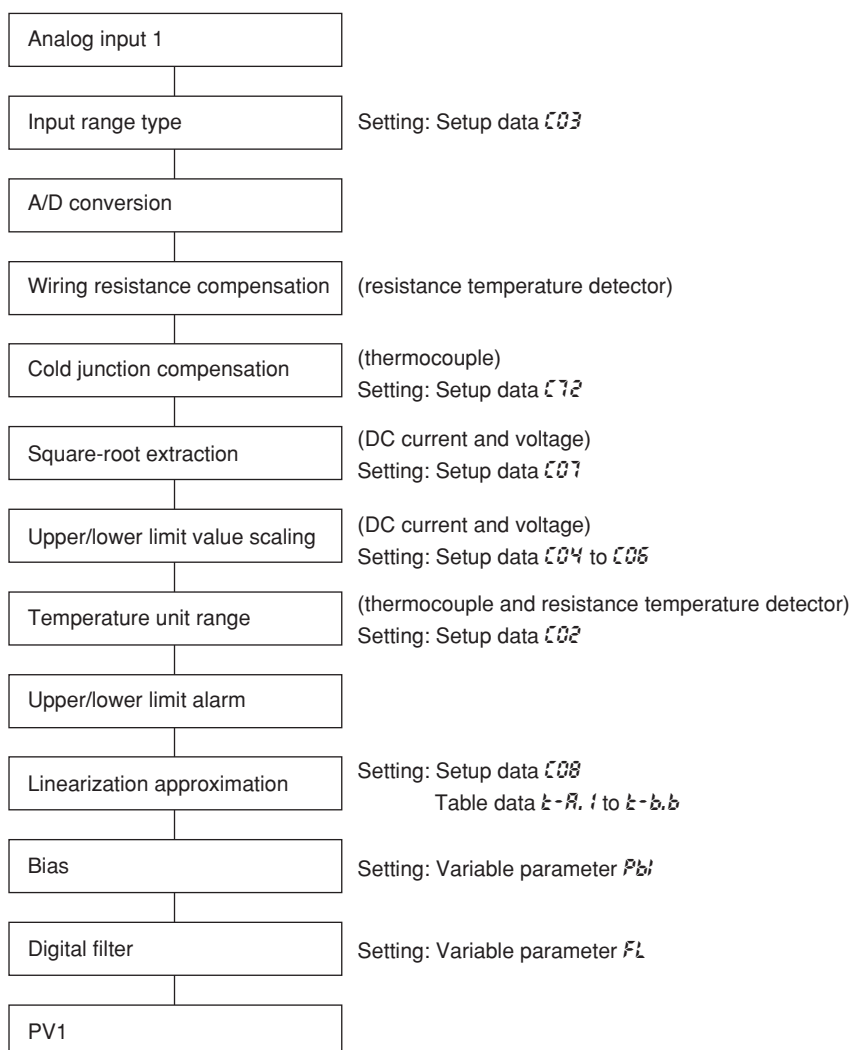 Analog input 1
Input range type
Setting: Setup data C03
A/D conversion
Wiring resistance compensation
(resistance temperature detector)
Cold junction compensation
(thermocouple)
Setting: Setup data C72
Square-root extraction
(DC current and voltage)
Setting: Setup data C07
Upper/lower limit value scaling
(DC current and voltage)
Setting: Setup data C04 to C06
Temperature unit range
(thermocouple and resistance temperature detector)
Setting: Setup data C02
Upper/lower limit alarm
Linearization approximation
Setting: Setup data C08
Table data t-A.1 to t-b.b
Bias
Setting: Variable parameter Pb1
Digital filter
Setting: Variable parameter FL
PV1